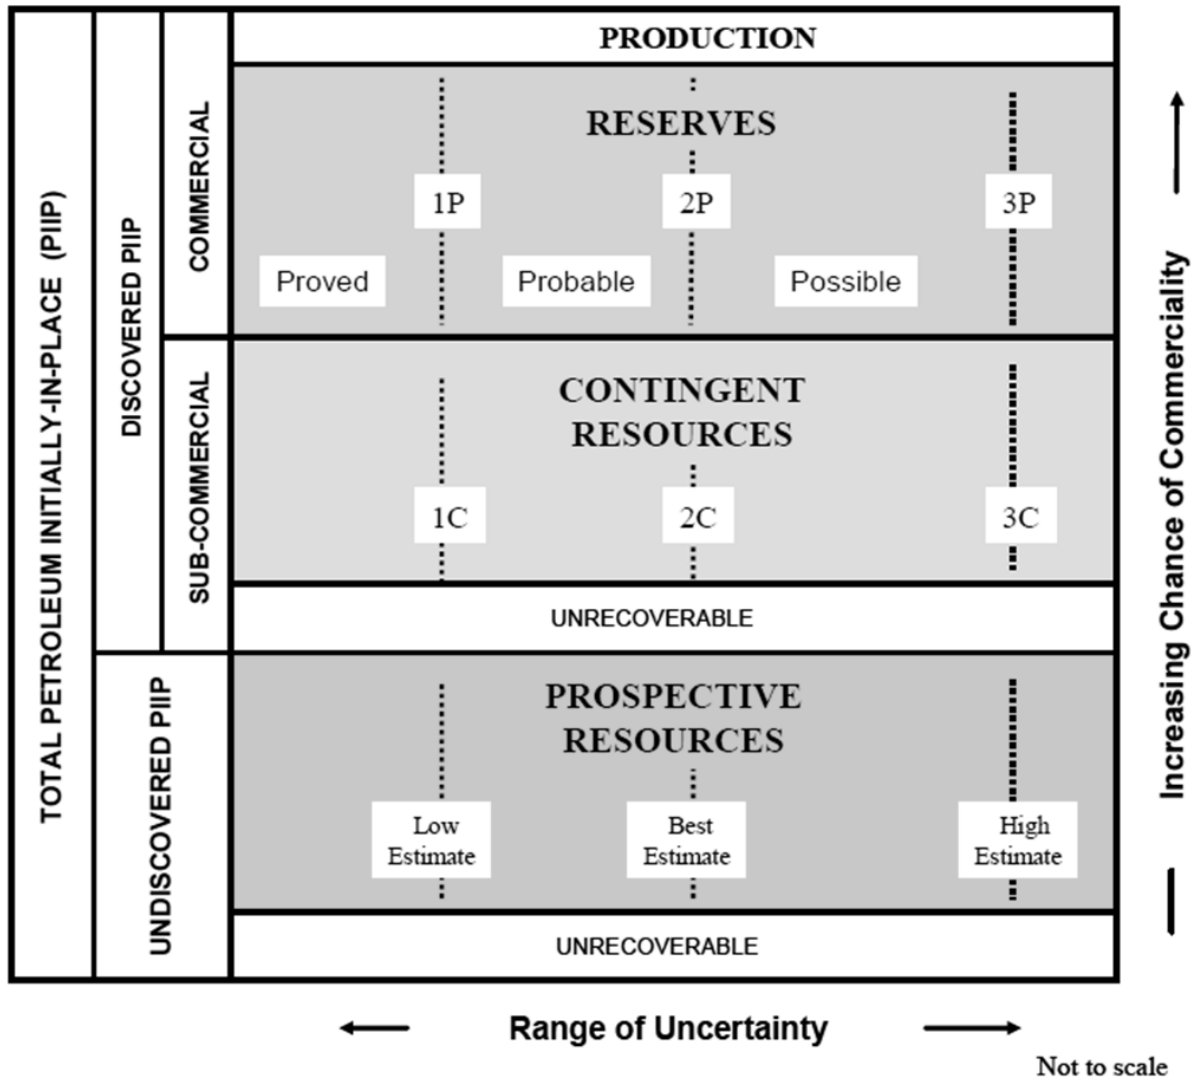 PRODUCTION
RESERVES
1P
2P
3P
Proved
Probable
Possible
CONTINGENT
RESOURCES
1C
2C
3C
UNRECOVERABLE
PROSPECTIVE
RESOURCES
Low
Estimate
Best
Estimate
High
Estimate
UNRECOVERABLE
TOTAL PETROLEUM INITIALLY-IN-PLACE (PIIP)
DISCOVERED PIIP
UNDISCOVERED PIIP
COMMERCIAL
SUB-COMMERCIAL
Increasing Chance of Commerciality
Range of Uncertainty
Not to scale